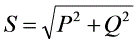 S = √(P² + Q²)